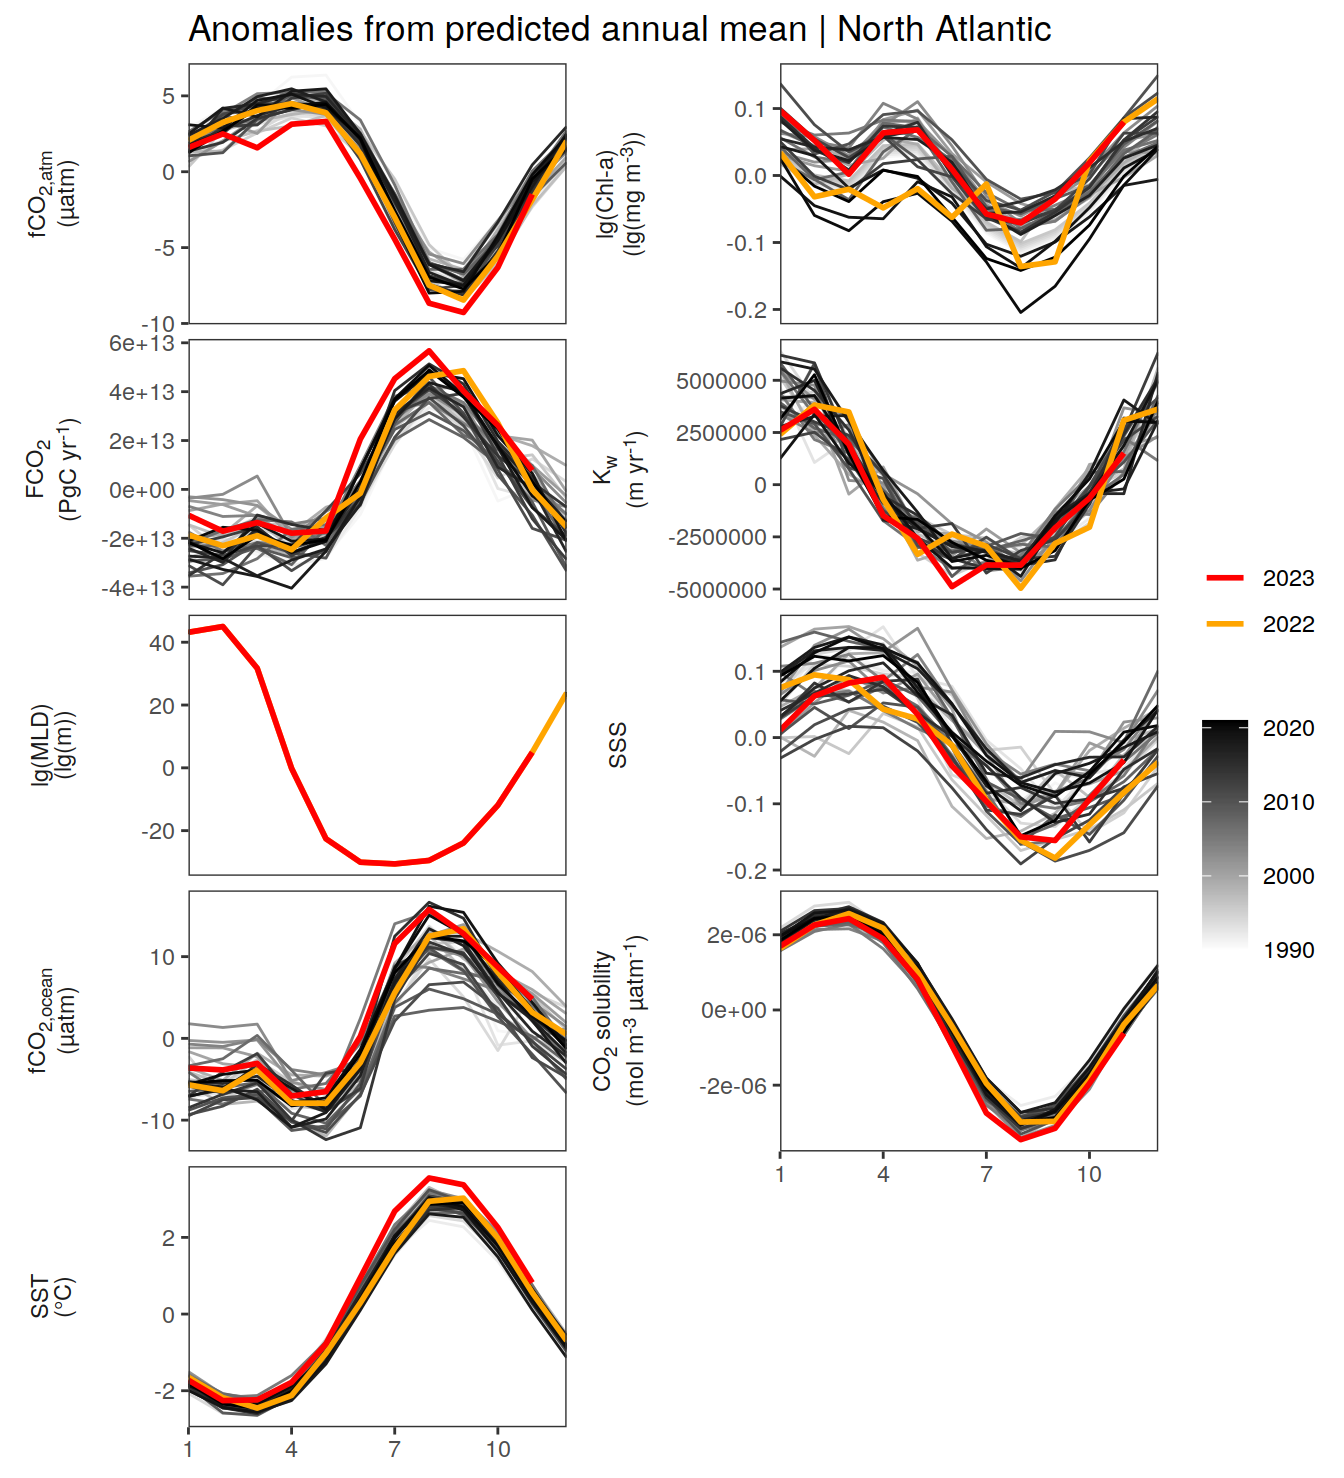 Anomalies from predicted annual mean | North Atlantic
fCO2,atm
(µatm)
5
0
-5
-10
lg(Chl-a)
(lg(mg m-3))
0.1
0.0
-0.1
-0.2
FCO2
(PgC yr-1)
6e+13
4e+13
2e+13
0e+00
-2e+13
-4e+13
Kw
(m yr-1)
5000000
2500000
0
-2500000
-5000000
lg(MLD)
(lg(m))
40
20
0
-20
SSS
0.1
0.0
-0.1
-0.2
fCO2,ocean
(µatm)
10
0
-10
CO2 solubility
(mol m-3 µatm-1)
2e-06
0e+00
-2e-06
1 4 7 10
SST
(°C)
2
0
-2
1 4 7 10
2023
2022
2020
2010
2000
1990